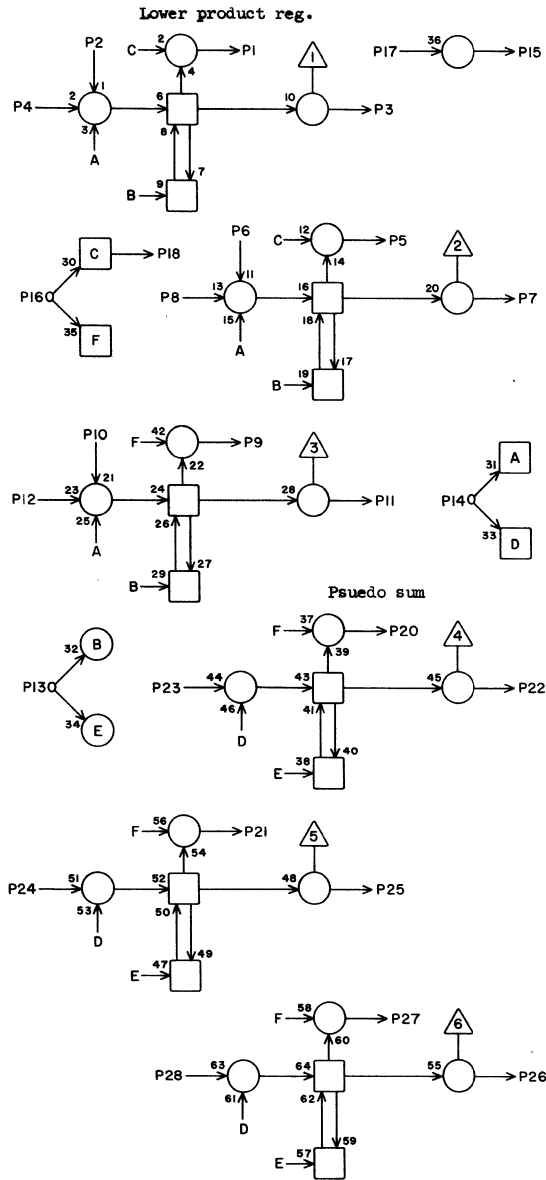 Lower product reg.
P2 C 2 P1 1 P17 36 P15
4
P4 2 1 6 10 P3
3 8
A 7
B 9
P6 C 12 P5 2
30 C P18 11 14
P16 P8 13 16 20 P7
35 F 15 18
A 17
B 19
P10 F 42 P9 3
21 22 31 A
P12 23 24 28 P11 P14
25 26 33 D
A 27
B 29
Psuedo sum
32 B F 37 P20 4
39
P13 P23 44 43 45 P22
34 E 46 41
D 40
E 38
F 56 P21 5
54
P24 51 52 48 P25
53 50
D 49
E 47
F 58 P27 6
60
P28 63 64 55 P26
61 62
D 59
E 57